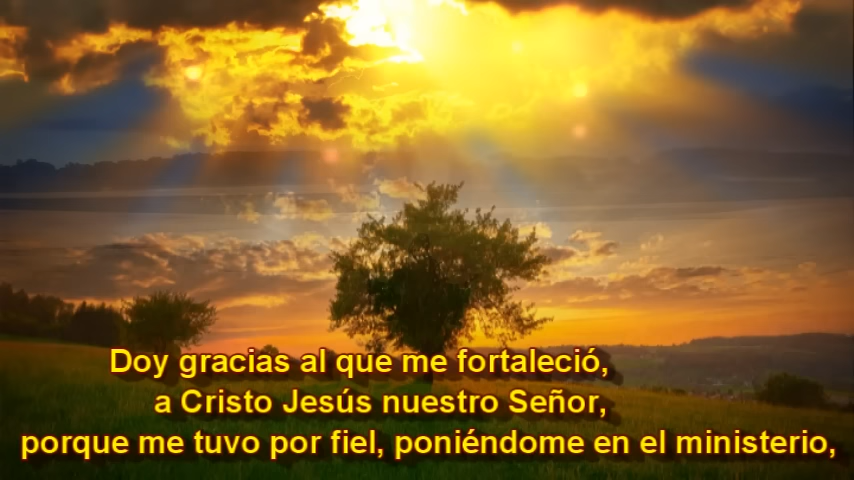 Doy gracias al que me fortaleció,
a Cristo Jesús nuestro Señor,
porque me tuvo por fiel, poniéndome en el ministerio,